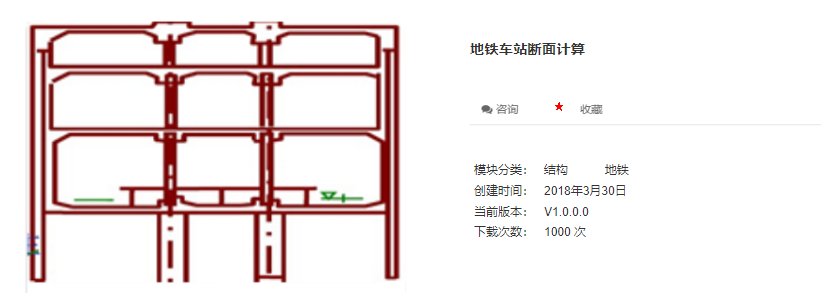 地铁车站断面计算
咨询 收藏
模块分类： 结构 地铁
创建时间： 2018年3月30日
当前版本： V1.0.0.0
下载次数： 1000 次